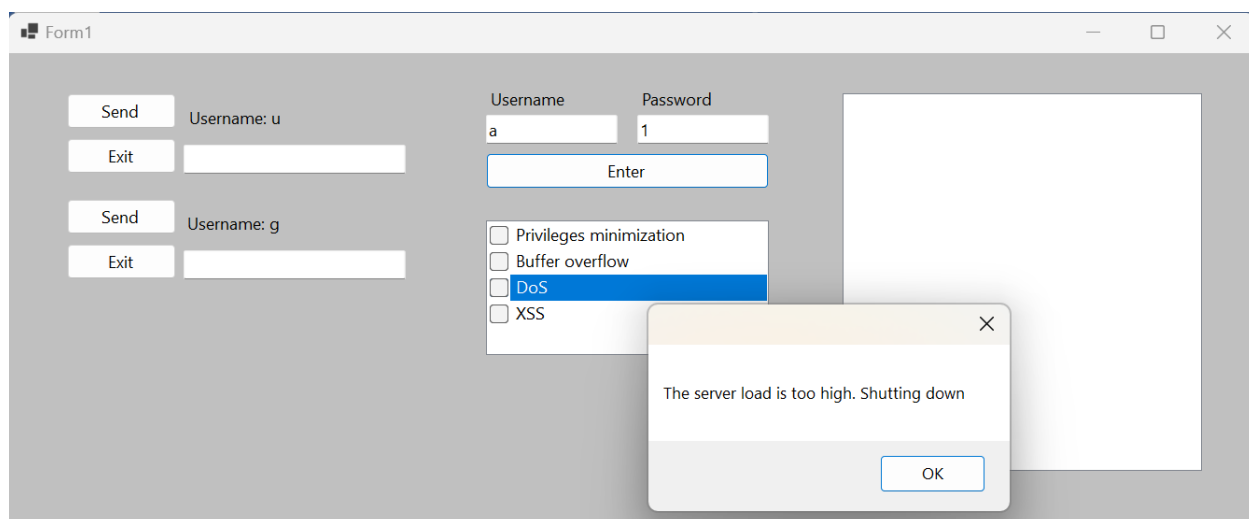 Form1
Send
Username: u
Exit
Send
Username: g
Exit
Username
Password
a
1
Enter
Privileges minimization
Buffer overflow
DoS
XSS
The server load is too high. Shutting down
OK